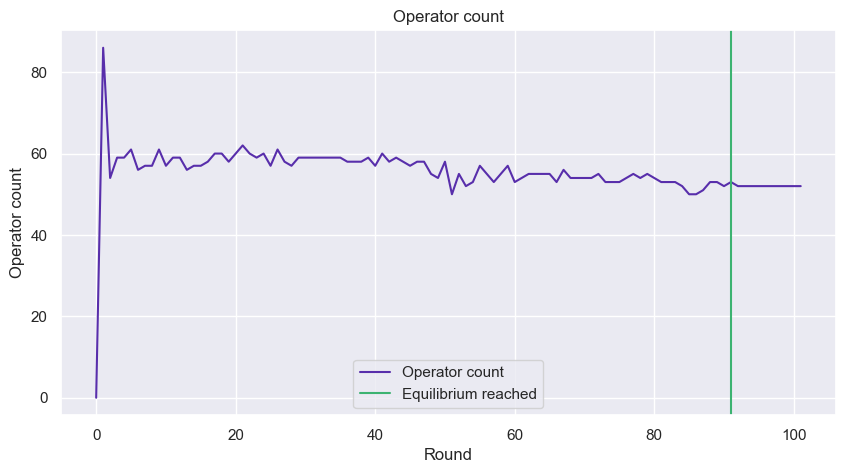 Operator count
Operator count
80
60
40
20
0
Operator count
Equilibrium reached
0 20 40 60 80 100
Round